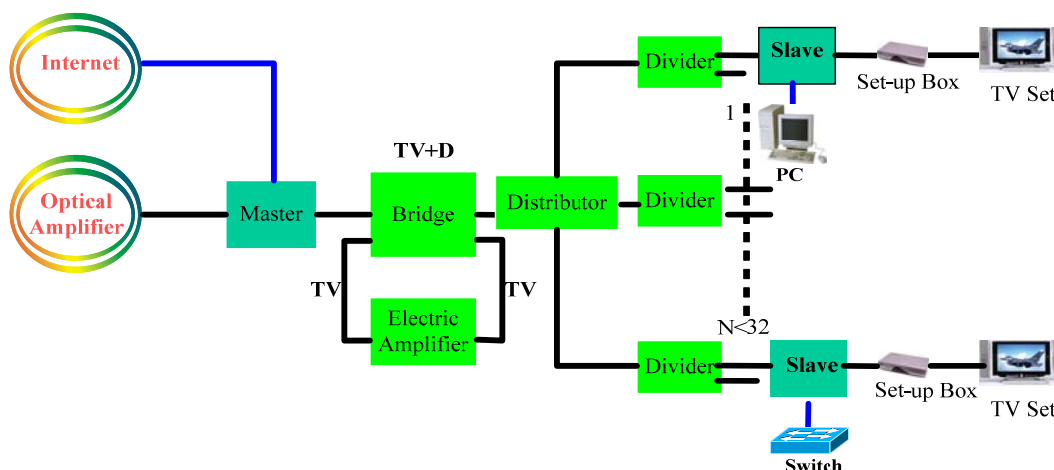 Internet
Optical
Amplifier
Master
TV+D
Bridge
TV
TV
Electric
Amplifier
Distributor
Divider
Slave
Set-up Box
TV Set
1
PC
Divider
N<32
Divider
Slave
Set-up Box
TV Set
Switch